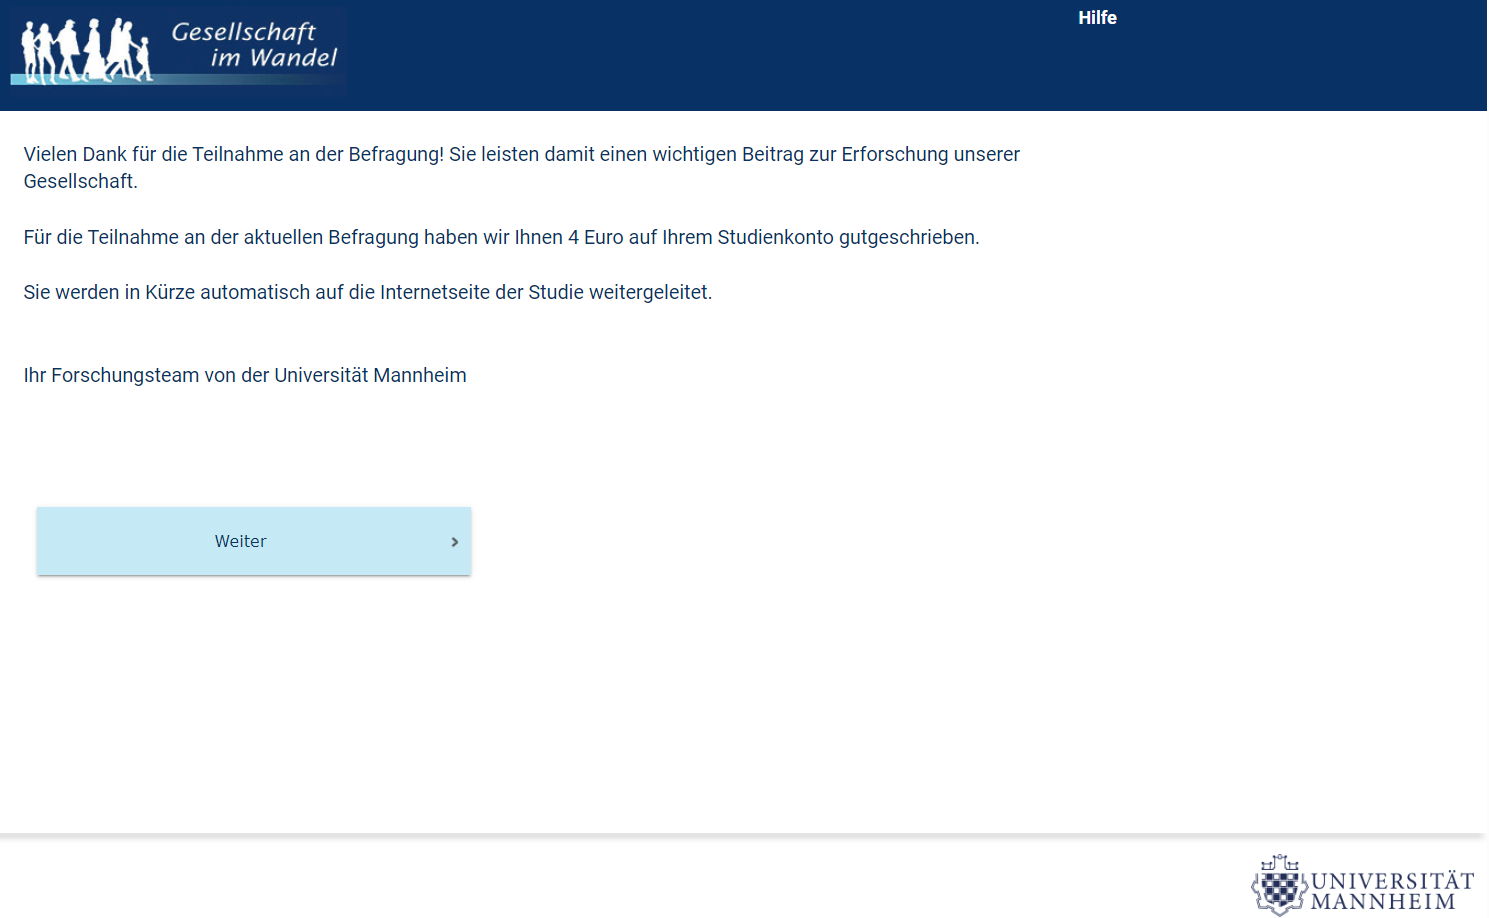 Gesellschaft
im Wandel
Hilfe
Vielen Dank für die Teilnahme an der Befragung! Sie leisten damit einen wichtigen Beitrag zur Erforschung unserer
Gesellschaft.
Für die Teilnahme an der aktuellen Befragung haben wir Ihnen 4 Euro auf Ihrem Studienkonto gutgeschrieben.
Sie werden in Kürze automatisch auf die Internetseite der Studie weitergeleitet.
Ihr Forschungsteam von der Universität Mannheim
Weiter
UNIVERSITÄT
MANNHEIM